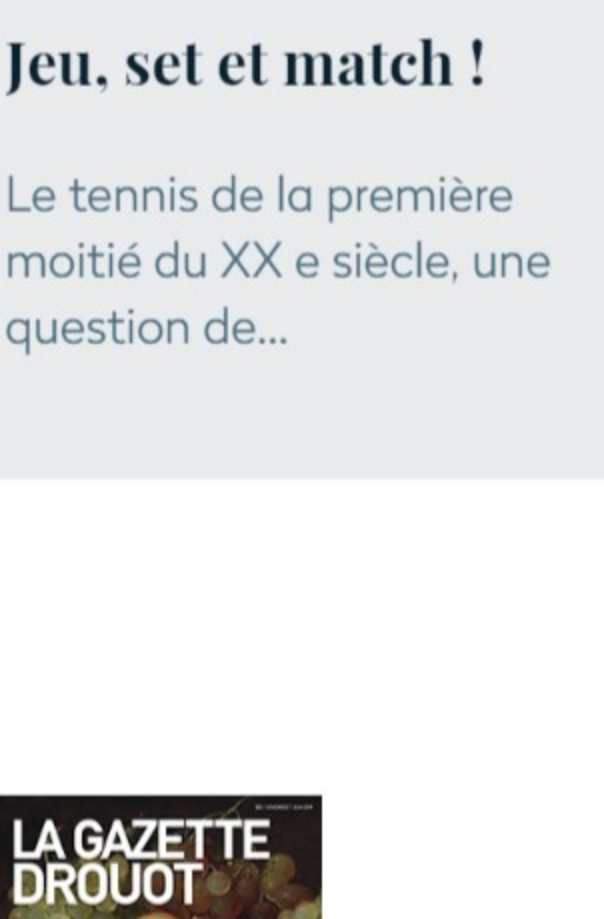 Jeu, set et match !
Le tennis de la première
moitié du XX e siècle, une
question de...
LA GAZETTE
DROUOT